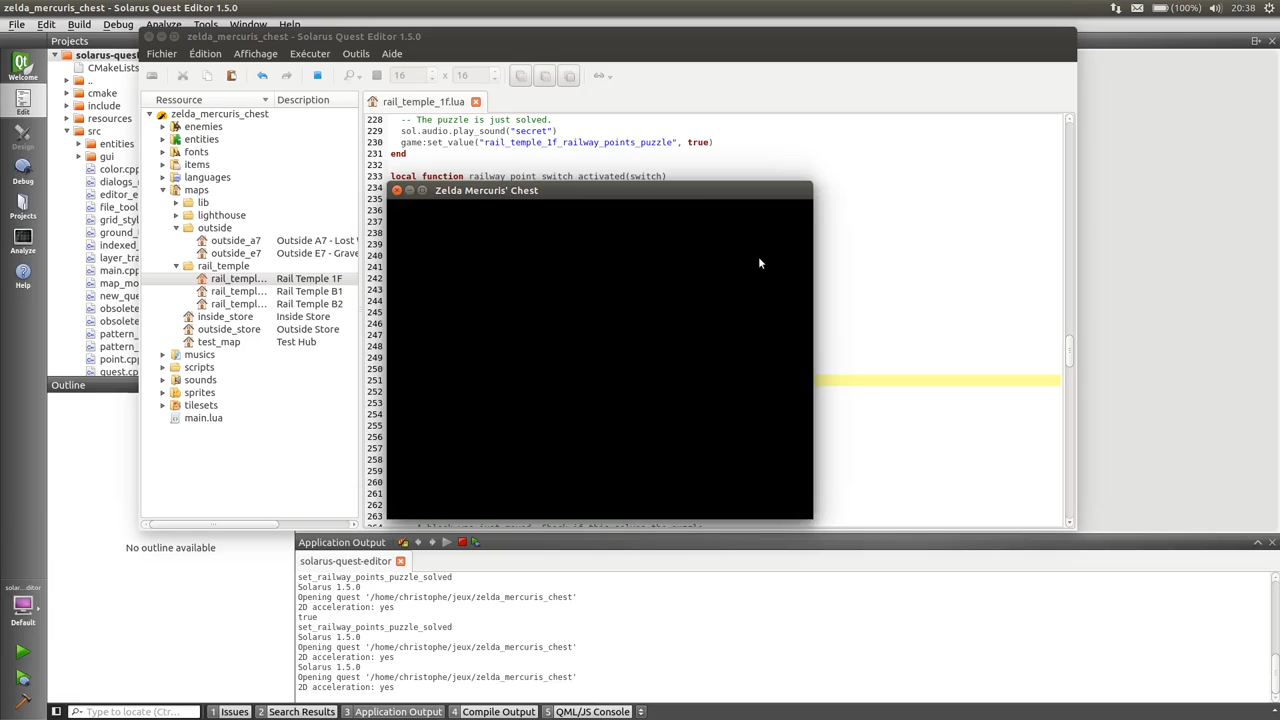 zelda_mercuris_chest - Solarus Quest Editor 1.5.0
(100%) 20:38
File Edit Build Debug Analyze Tools Window Help
Projects
solarus-quest
CMakeLists
..
cmake
include
resources
src
entities
gui
color.cpp
dialogs_
editor_e
file_tool
grid_styl
ground_
indexed_
layer_tra
main.cpp
map_mo
new_que
obsolete
obsolete
pattern_
pattern_
point.cpp
quest.cp
Outline
No outline available
Welcome
Edit
Design
Debug
Projects
Analyze
Help
solar...ditor
Default
zelda_mercuris_chest - Solarus Quest Editor 1.5.0
Fichier Édition Affichage Exécuter Outils Aide
16 x 16
Ressource Description
zelda_mercuris_chest
enemies
entities
fonts
items
languages
maps
lib
lighthouse
outside
outside_a7 Outside A7 - Lost
outside_e7 Outside E7 - Grave
rail_temple
rail_templ... Rail Temple 1F
rail_templ... Rail Temple B1
rail_templ... Rail Temple B2
inside_store Inside Store
outside_store Outside Store
test_map Test Hub
musics
scripts
sounds
sprites
tilesets
main.lua
rail_temple_1f.lua
228 -- The puzzle is just solved.
229 sol.audio.play_sound("secret")
230 game:set_value("rail_temple_1f_railway_points_puzzle", true)
231 end
232
233 local function railway_point_switch_activated(switch)
234
235
236
237
238
239
240
241
242
243
244
245
246
247
248
249
250
251
252
253
254
255
256
257
258
259
260
261
262
263
Zelda Mercuris' Chest
Application Output
solarus-quest-editor
set_railway_points_puzzle_solved
Solarus 1.5.0
Opening quest '/home/christophe/jeux/zelda_mercuris_chest'
2D acceleration: yes
true
set_railway_points_puzzle_solved
Solarus 1.5.0
Opening quest '/home/christophe/jeux/zelda_mercuris_chest'
2D acceleration: yes
Solarus 1.5.0
Opening quest '/home/christophe/jeux/zelda_mercuris_chest'
2D acceleration: yes
Type to locate (Ctr... 1 Issues 2 Search Results 3 Application Output 4 Compile Output 5 QML/JS Console